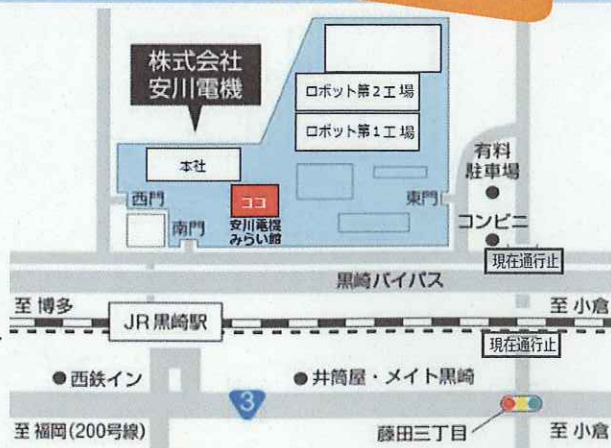 株式会社
安川電機
ロボット第2工場
ロボット第1工場
本社
有料
駐車場
西門
ココ
東門
南門
安川電機
みらい館
コンビニ
現在通行止
黒崎バイパス
至 博多
至 小倉
JR 黒崎駅
現在通行止
西鉄イン
井筒屋・メイト黒崎
3
至 福岡(200号線)
藤田三丁目
至 小倉